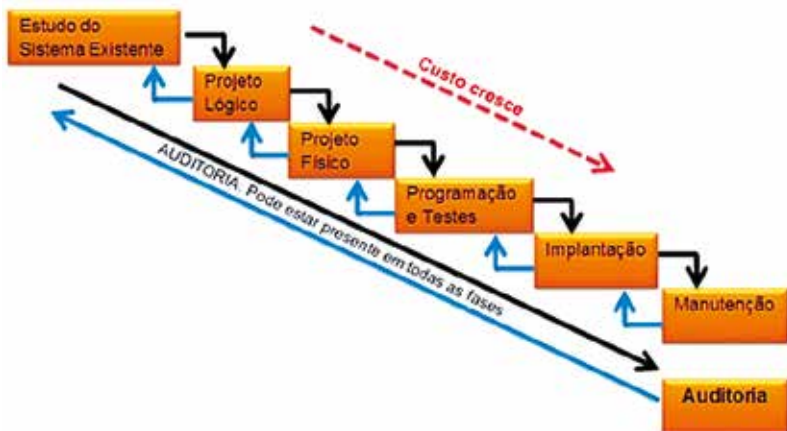 Estudo do
Sistema Existente
Projeto
Lógico
Custo cresce
Projeto
Físico
AUDITORIA. Pode estar presente em todas as fases
Programação
e Testes
Implantação
Manutenção
Auditoria